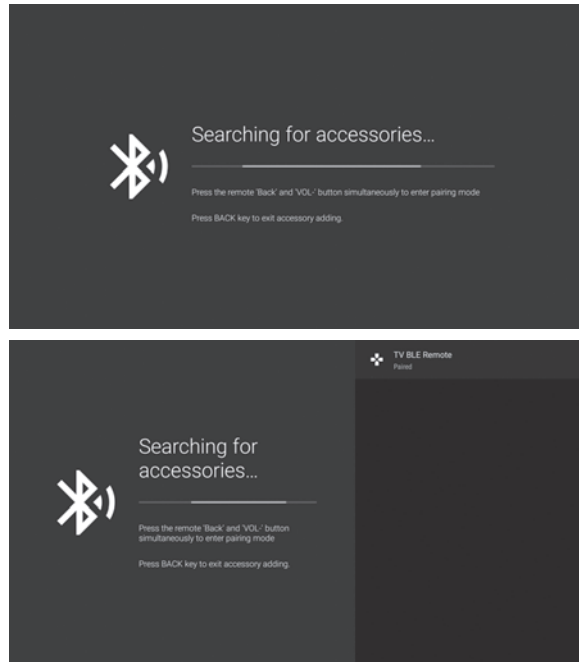 Searching for accessories...
Press the remote 'Back' and 'VOL-' button simultaneously to enter pairing mode
Press BACK key to exit accessory adding.
TV BLE Remote
Paired
Searching for
accessories...
Press the remote 'Back' and 'VOL-' button
simultaneously to enter pairing mode
Press BACK key to exit accessory adding.